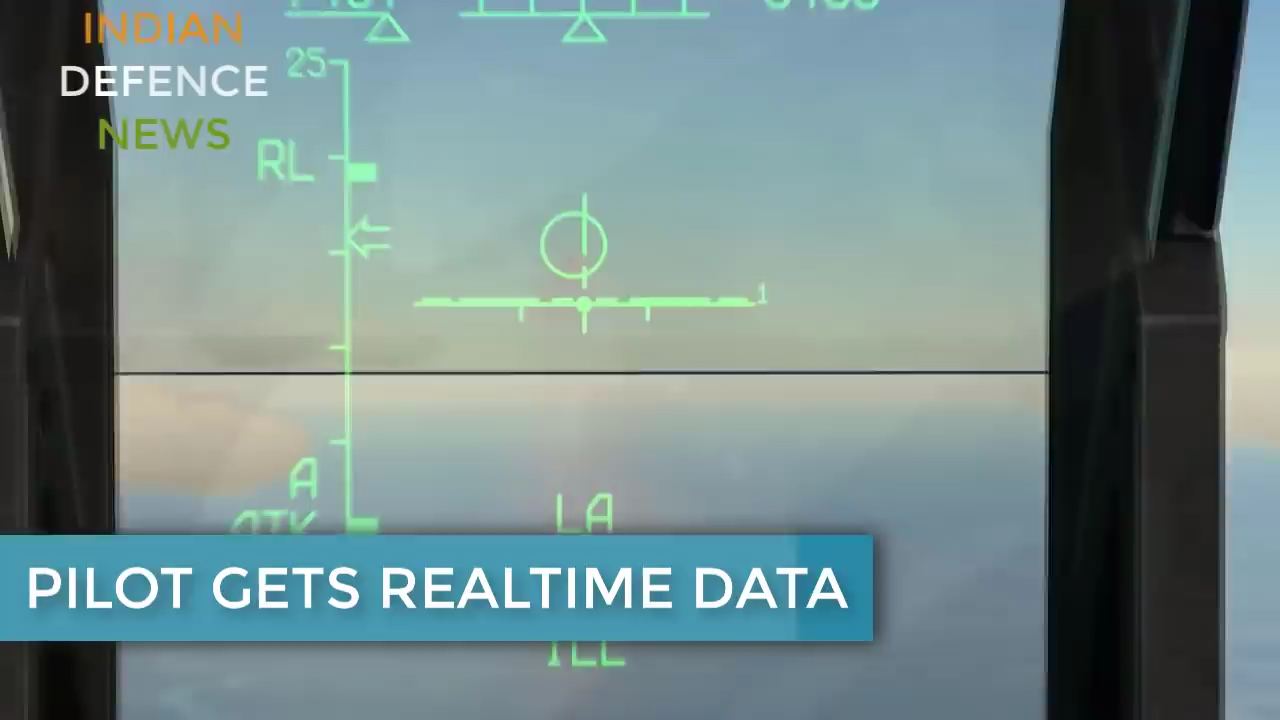 INDIAN
DEFENCE
NEWS
25
RL
1
A
LA
PILOT GETS REALTIME DATA